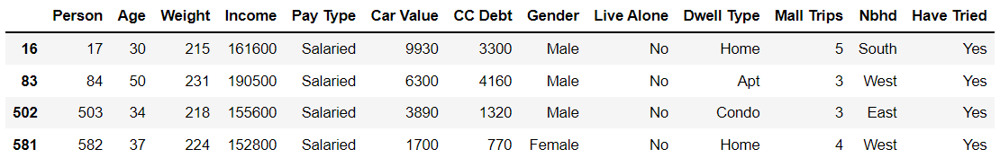 Person Age Weight Income Pay Type Car Value CC Debt Gender Live Alone Dwell Type Mall Trips Nbhd Have Tried
16 17 30 215 161600 Salaried 9930 3300 Male No Home 5 South Yes
83 84 50 231 190500 Salaried 6300 4160 Male No Apt 3 West Yes
502 503 34 218 155600 Salaried 3890 1320 Male No Condo 3 East Yes
581 582 37 224 152800 Salaried 1700 770 Female No Home 4 West Yes